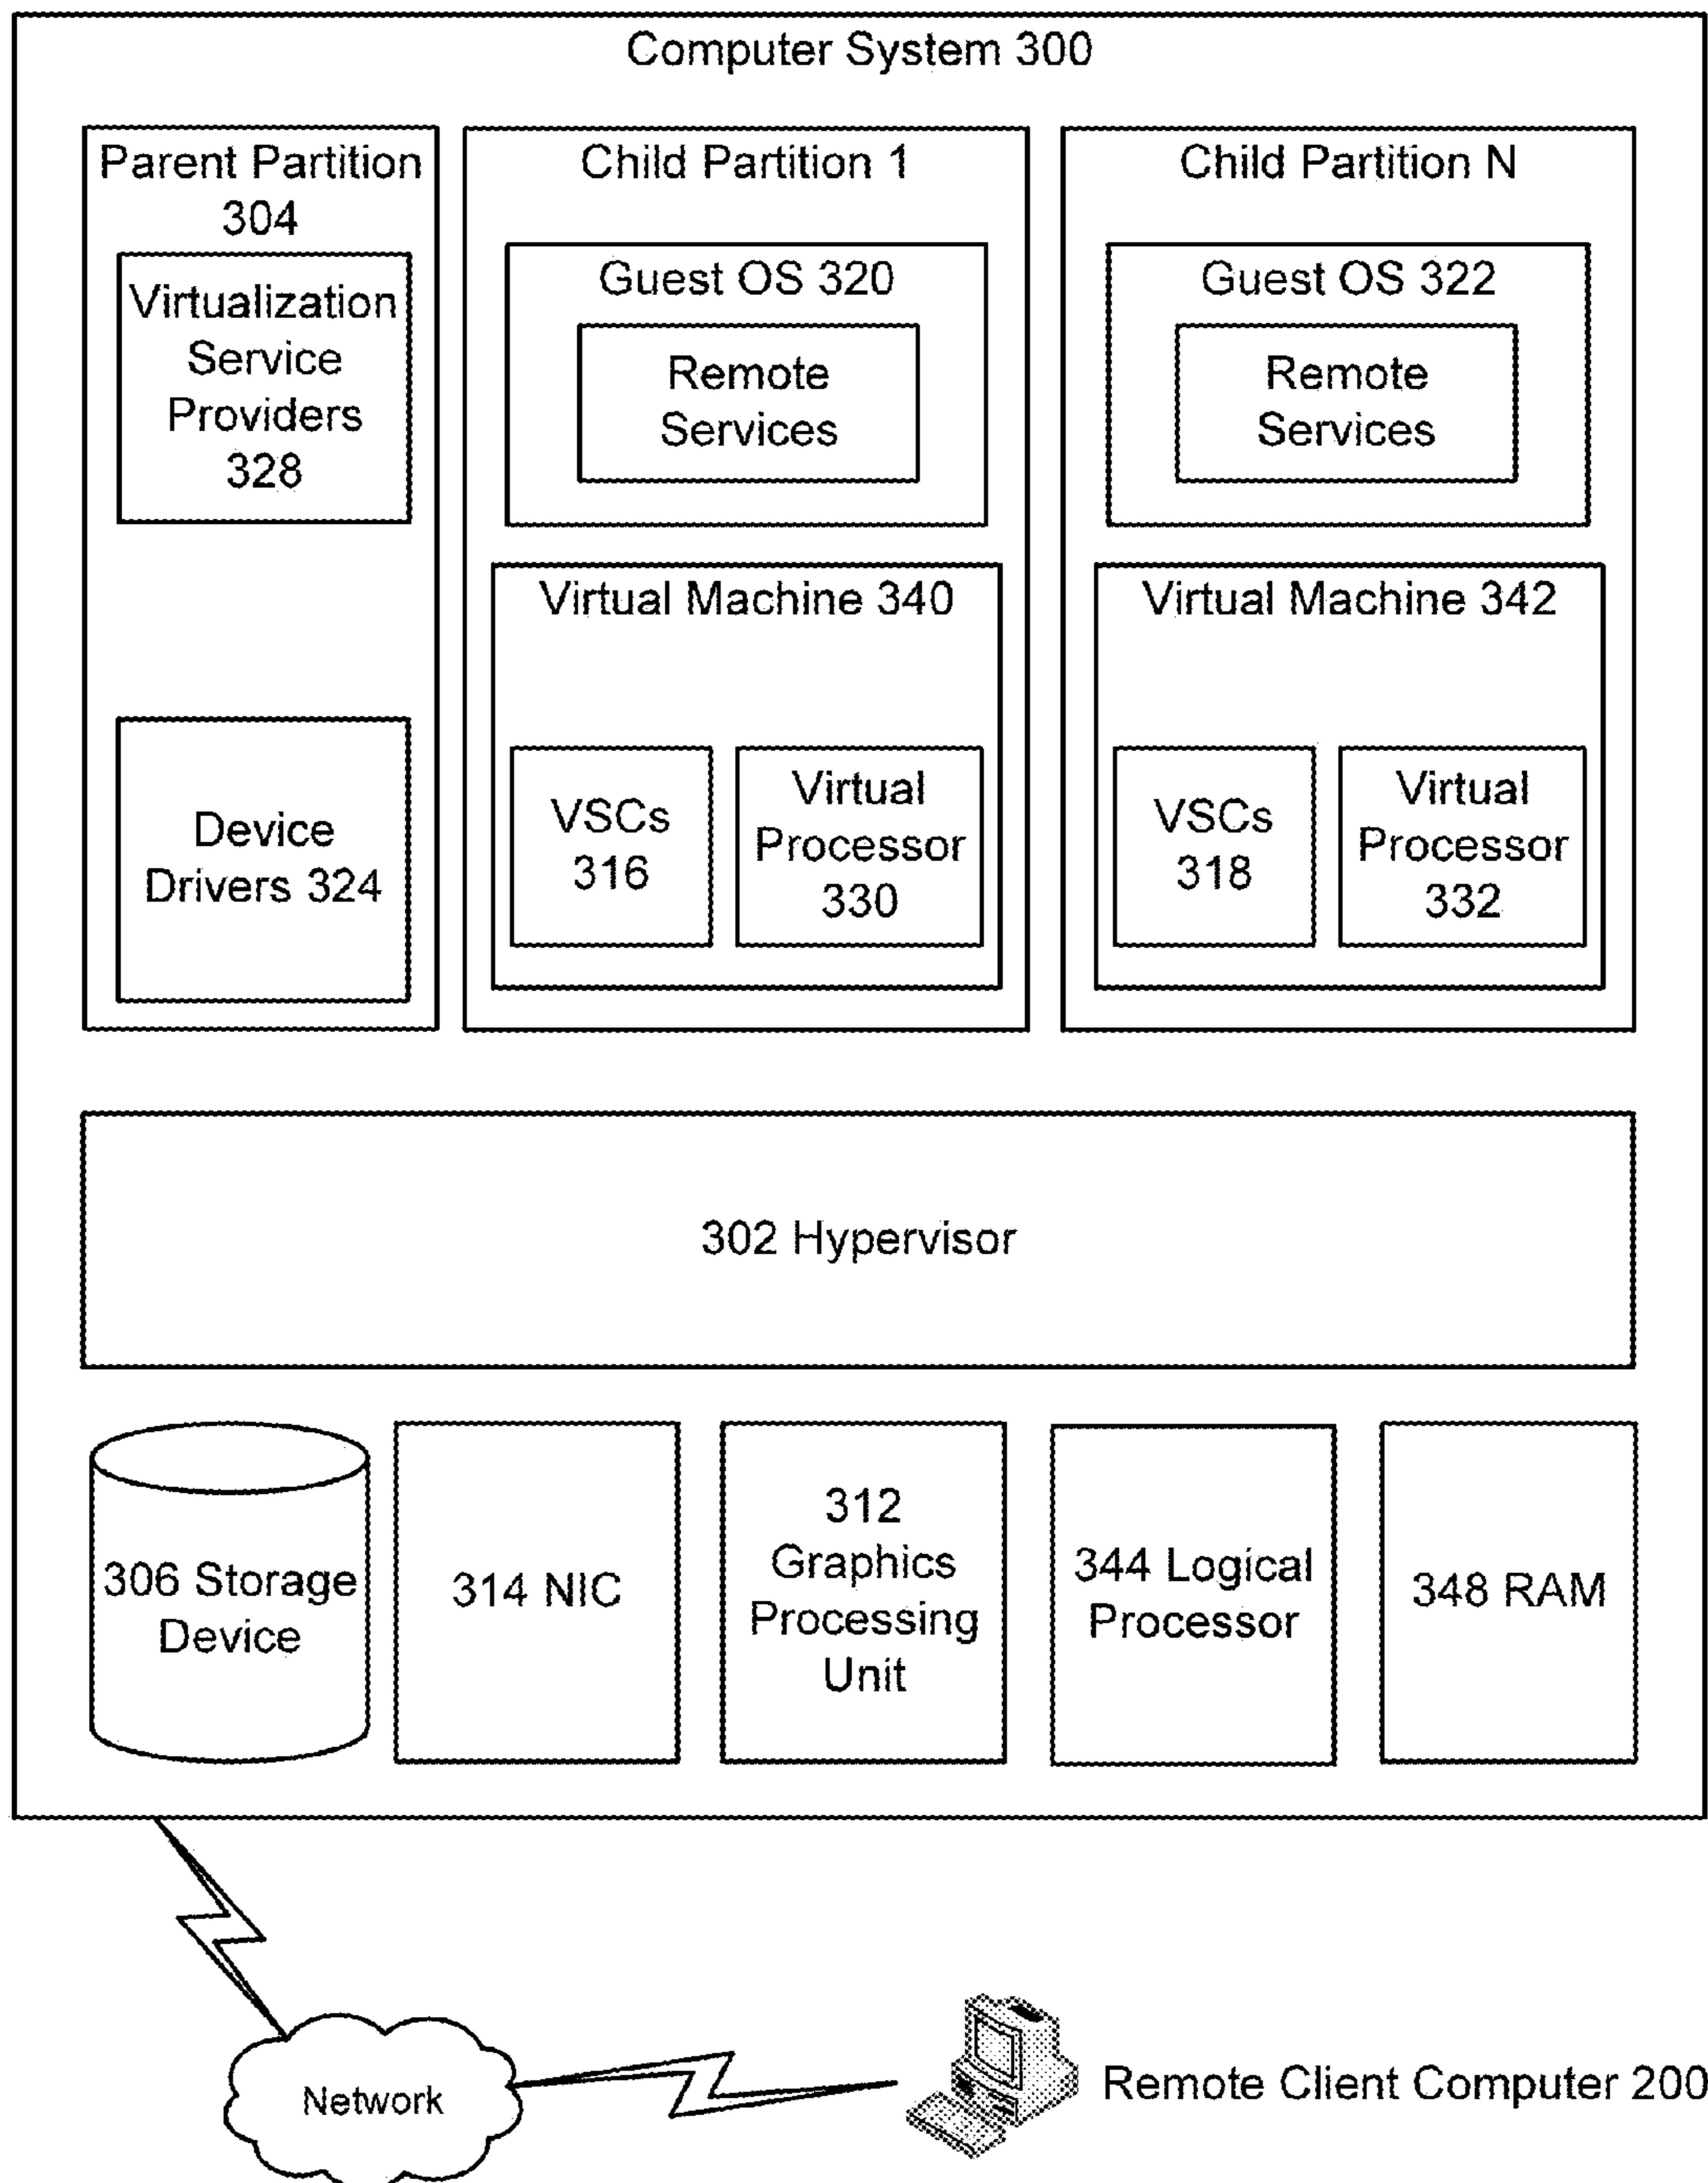 Computer System 300
Parent Partition
304
Virtualization
Service
Providers
328
Device
Drivers 324
Child Partition 1
Guest OS 320
Remote
Services
Virtual Machine 340
VSCs
316
Virtual
Processor
330
Child Partition N
Guest OS 322
Remote
Services
Virtual Machine 342
VSCs
318
Virtual
Processor
332
302 Hypervisor
306 Storage
Device
314 NIC
312
Graphics
Processing
Unit
344 Logical
Processor
348 RAM
Network
Remote Client Computer 200